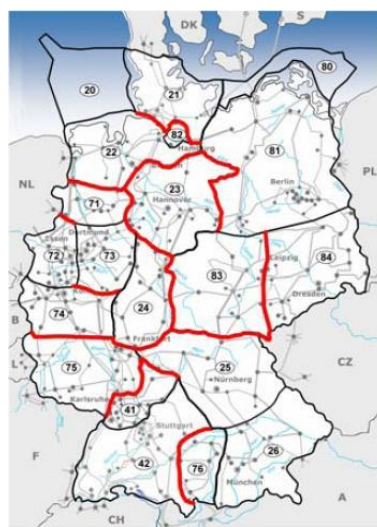 DK
S
20
21
80
82
Hamburg
22
81
NL
PL
23
71
Hannover
Berlin
Essen
Dortmund
72
73
83
Leipzig
84
Dresden
B
74
24
Frankfurt
L
75
25
CZ
Karlsruhe
Nürnberg
41
Stuttgart
F
42
76
26
München
A
CH